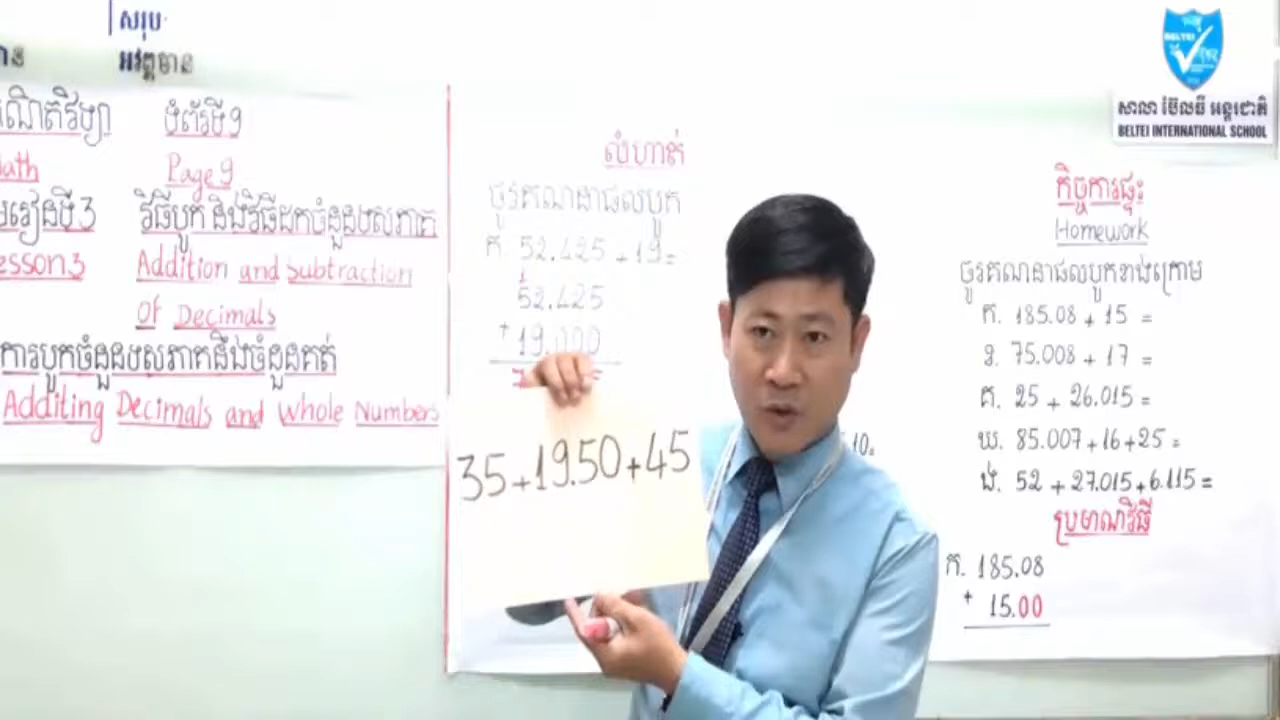 សរុប
អវត្តមាន
គណិតវិទ្យា ទំព័រទី9
Math Page 9
មេរៀនទី3 វិធីបូក និងវិធីដកចំនួនទសភាគ
Lesson3 Addition and Subtraction
Of Decimals
ការបូកចំនួនទសភាគនឹងចំនួនគត់
Additing Decimals and Whole Numbers
លំហាត់
ចូរគណនាផលបូក
ក. 52.425 + 19 =
1
52.425
+ 19.000
35 + 19.50 + 45
10.
BELTEI
សាលា ប៊ែលធី អន្តរជាតិ
BELTEI INTERNATIONAL SCHOOL
កិច្ចការផ្ទះ
Homework
ចូរគណនាផលបូកខាងក្រោម
ក. 185.08 + 15 =
ខ. 75.008 + 17 =
គ. 25 + 26.015 =
ឃ. 85.007 + 16 + 25 =
ង. 52 + 27.015 + 6.115 =
ប្រមាណវិធី
ក. 185.08
+ 15.00